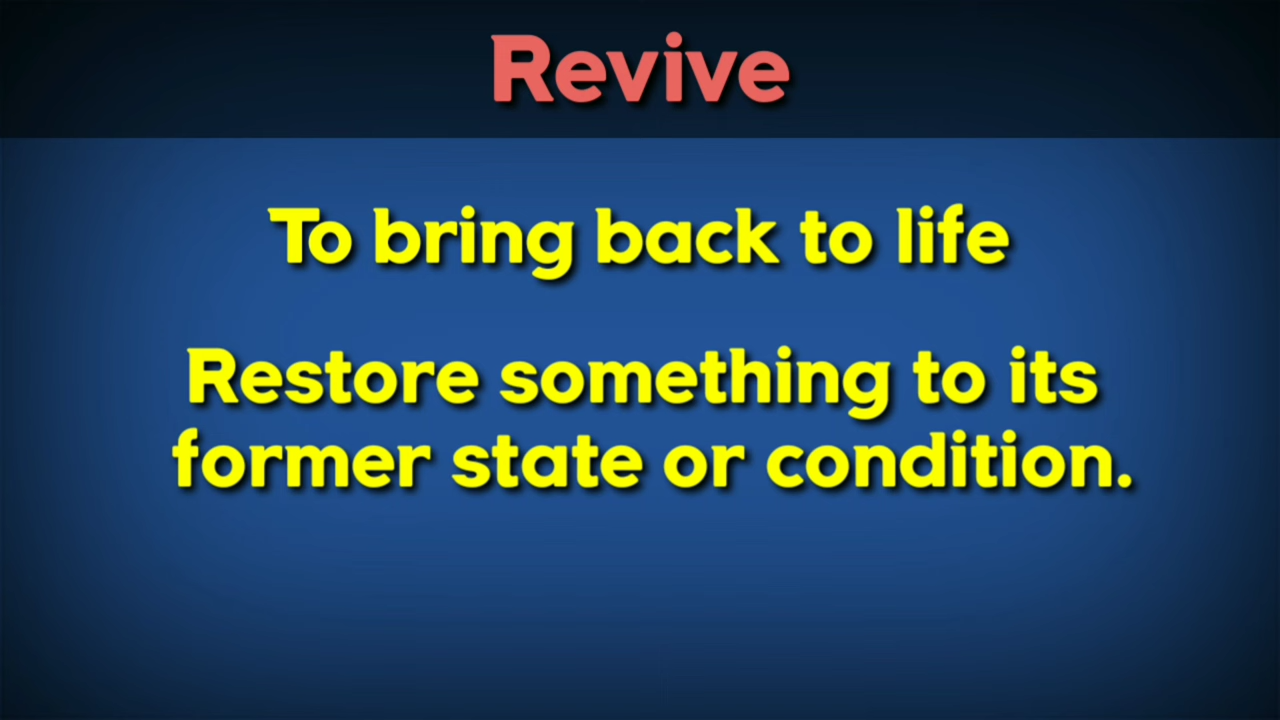 Revive
To bring back to life
Restore something to its
former state or condition.